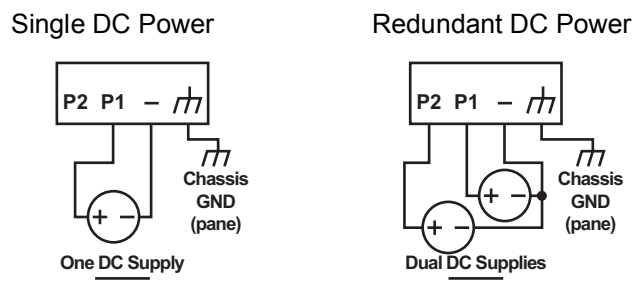 Single DC Power
P2 P1 –
Chassis
GND
(pane)
+ –
One DC Supply
Redundant DC Power
P2 P1 –
Chassis
GND
(pane)
+ –
+ –
Dual DC Supplies